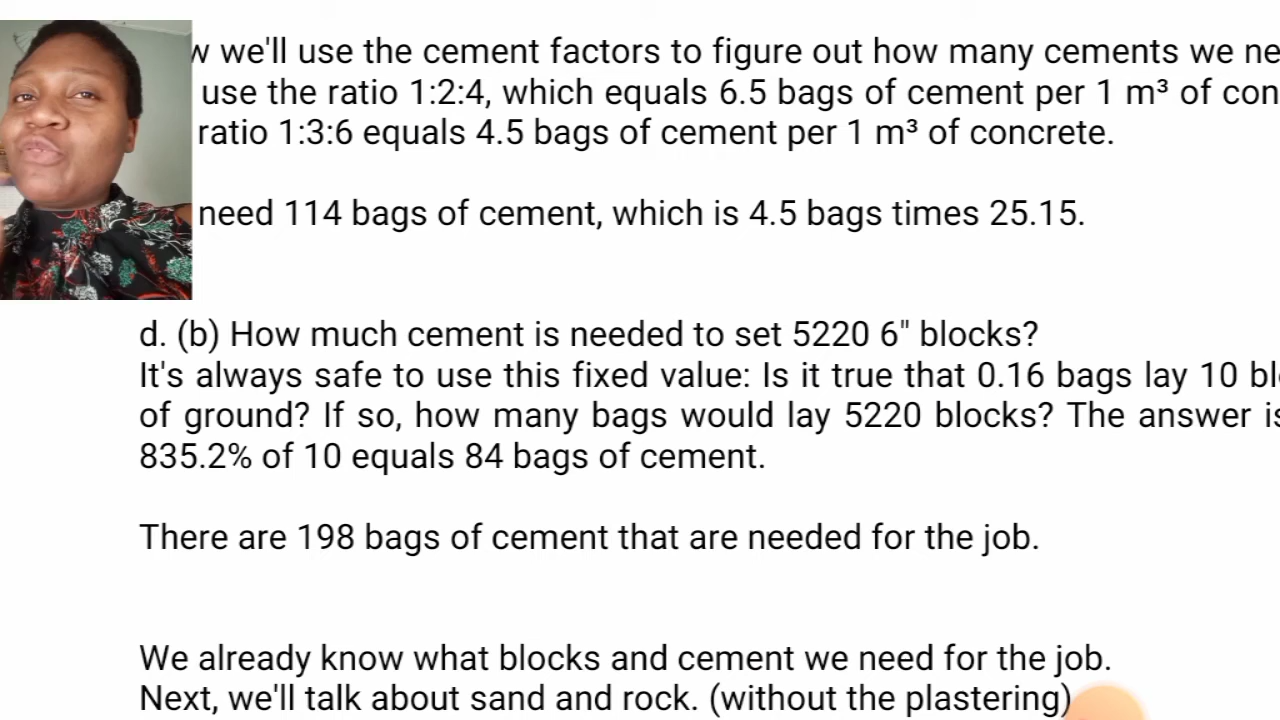 we'll use the cement factors to figure out how many cements we
use the ratio 1:2:4, which equals 6.5 bags of cement per 1 m³ of
ratio 1:3:6 equals 4.5 bags of cement per 1 m³ of concrete.
need 114 bags of cement, which is 4.5 bags times 25.15.
d. (b) How much cement is needed to set 5220 6" blocks?
It's always safe to use this fixed value: Is it true that 0.16 bags lay 10
of ground? If so, how many bags would lay 5220 blocks? The answer is
835.2% of 10 equals 84 bags of cement.
There are 198 bags of cement that are needed for the job.
We already know what blocks and cement we need for the job.
Next, we'll talk about sand and rock. (without the plastering)